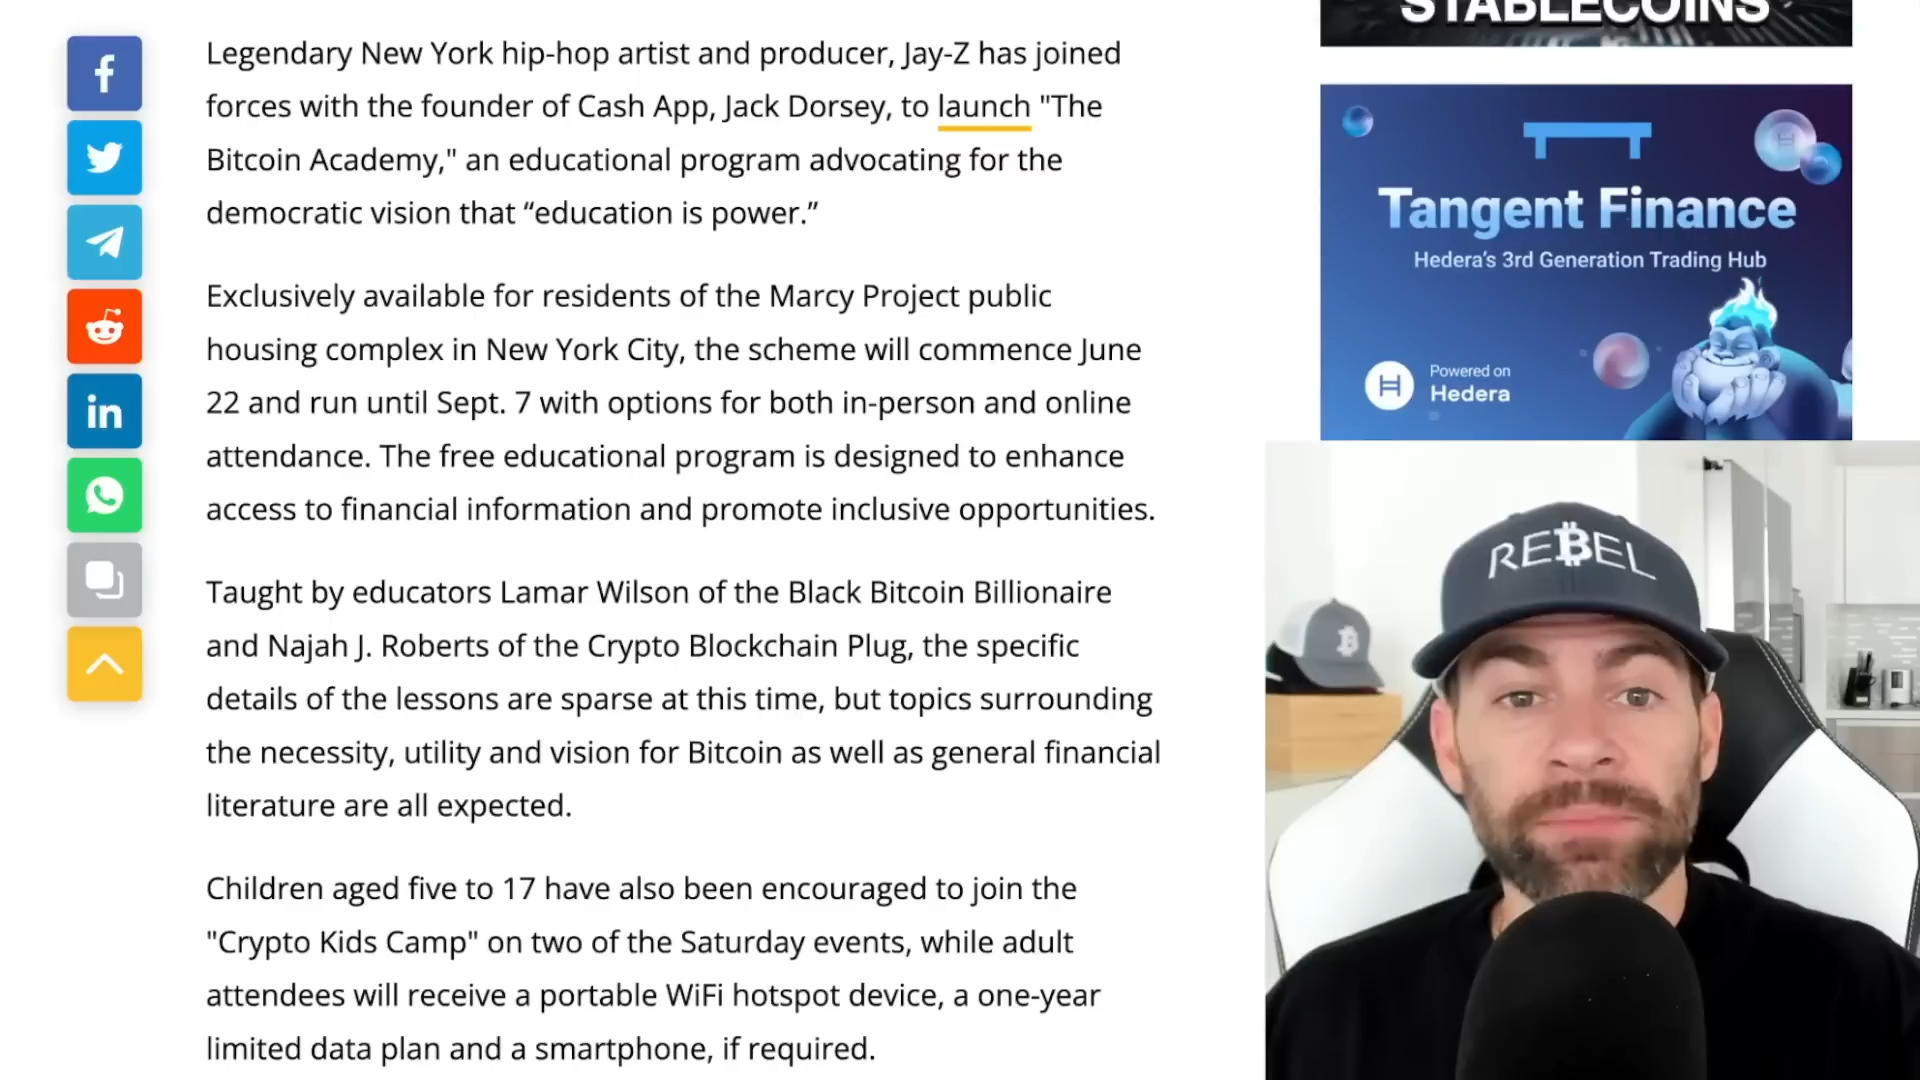 STABLECOINS
Legendary New York hip-hop artist and producer, Jay-Z has joined
forces with the founder of Cash App, Jack Dorsey, to launch "The
Bitcoin Academy," an educational program advocating for the
democratic vision that “education is power.”
Exclusively available for residents of the Marcy Project public
housing complex in New York City, the scheme will commence June
22 and run until Sept. 7 with options for both in-person and online
attendance. The free educational program is designed to enhance
access to financial information and promote inclusive opportunities.
Taught by educators Lamar Wilson of the Black Bitcoin Billionaire
and Najah J. Roberts of the Crypto Blockchain Plug, the specific
details of the lessons are sparse at this time, but topics surrounding
the necessity, utility and vision for Bitcoin as well as general financial
literature are all expected.
Children aged five to 17 have also been encouraged to join the
"Crypto Kids Camp" on two of the Saturday events, while adult
attendees will receive a portable WiFi hotspot device, a one-year
limited data plan and a smartphone, if required.
Tangent Finance
Hedera’s 3rd Generation Trading Hub
Powered on
Hedera
RE₿EL